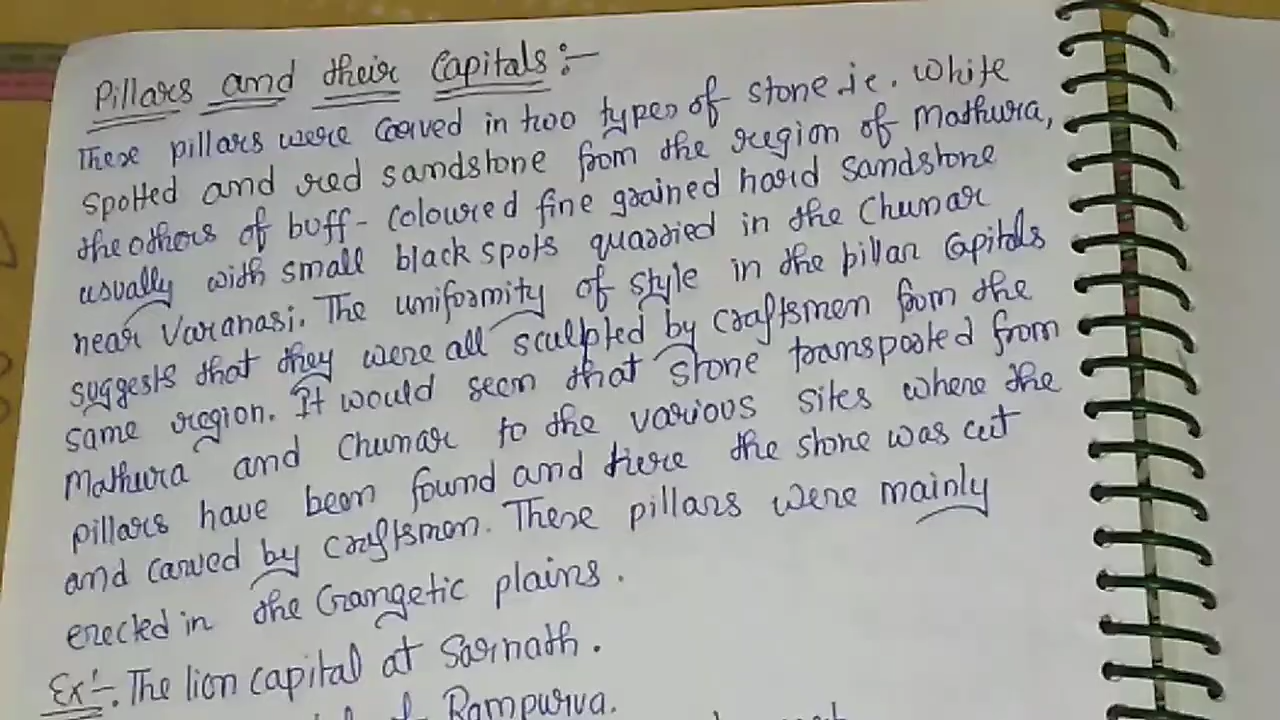 Pillars and their Capitals :-
These pillars were carved in two types of stone ie. White
spotted and red sandstone from the region of mathura,
the others of buff-coloured fine grained hard sandstone
usually with small black spots quarried in the Chunar
near Varanasi. The uniformity of style in the pillar capitals
suggests that they were all sculpted by craftsmen from the
same region. It would seem that stone transported from
mathura and Chunar to the various sites where the
pillars have been found and here the stone was cut
and carved by craftsmen. These pillars were mainly
erected in the Grangetic plains.
Ex:-. The lion capital at Sarnath.
Rampurva.